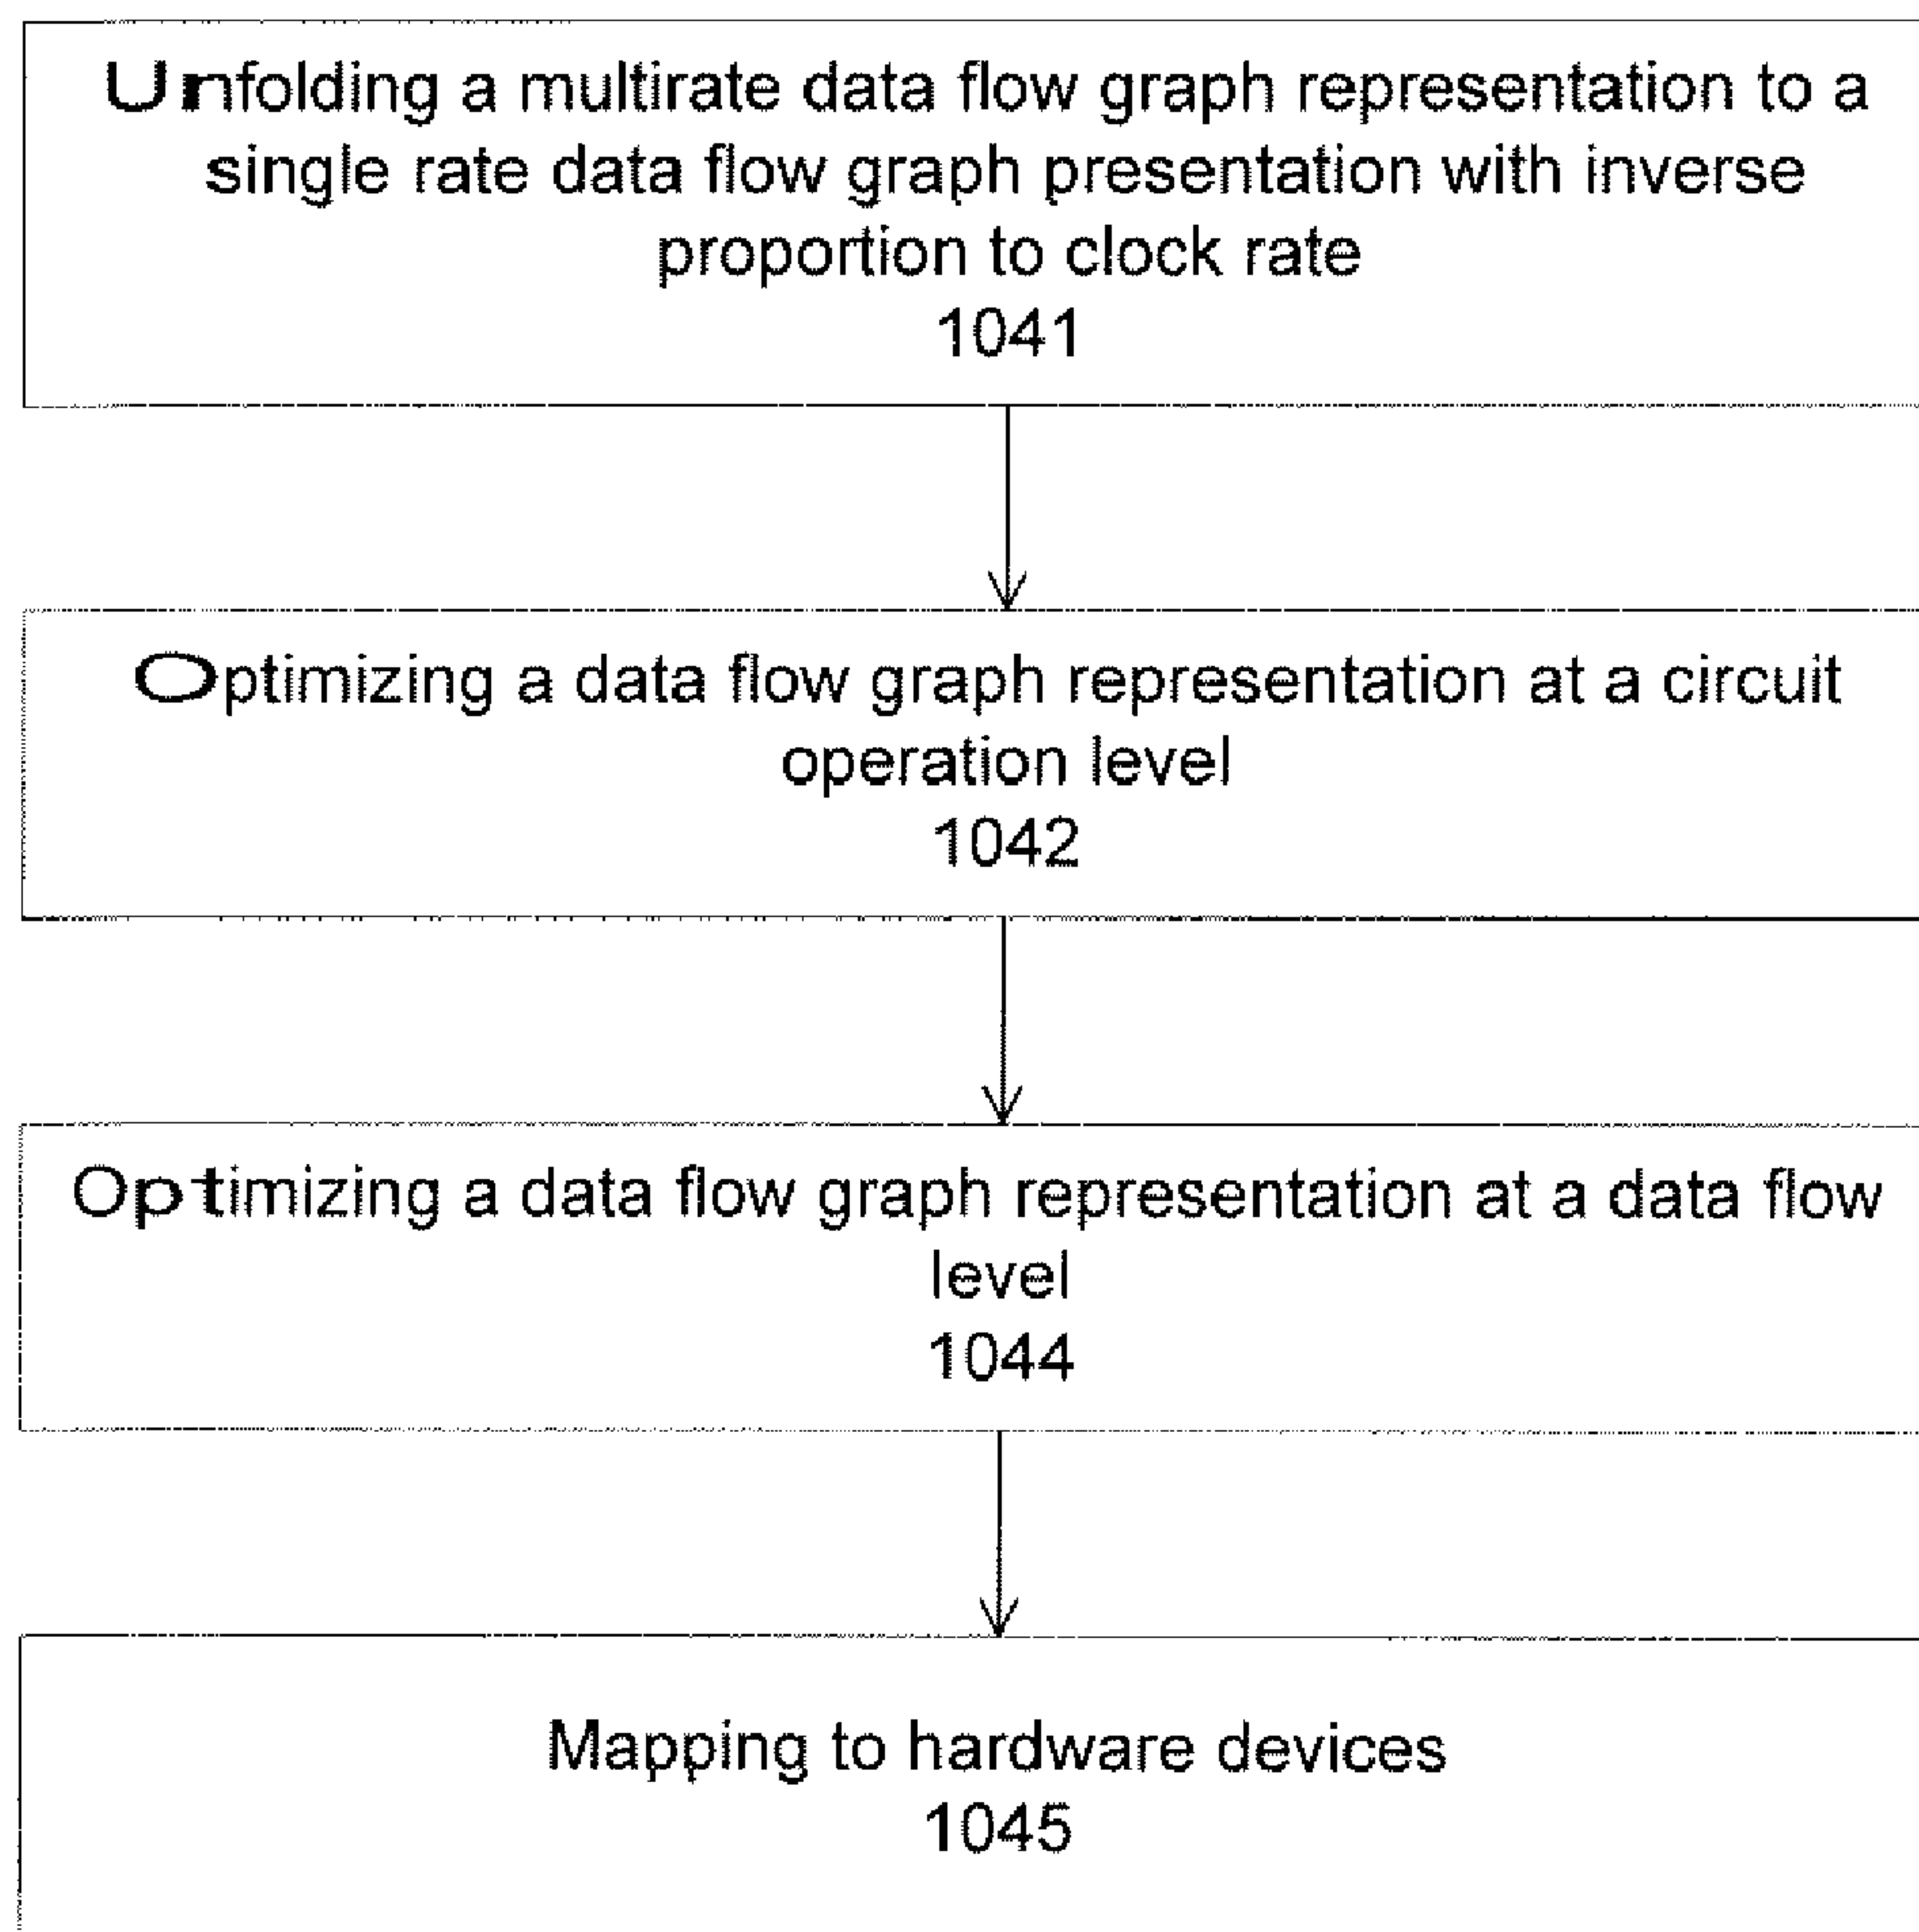 Unfolding a multirate data flow graph representation to a
single rate data flow graph presentation with inverse
proportion to clock rate
1041
Optimizing a data flow graph representation at a circuit
operation level
1042
Optimizing a data flow graph representation at a data flow
level
1044
Mapping to hardware devices
1045